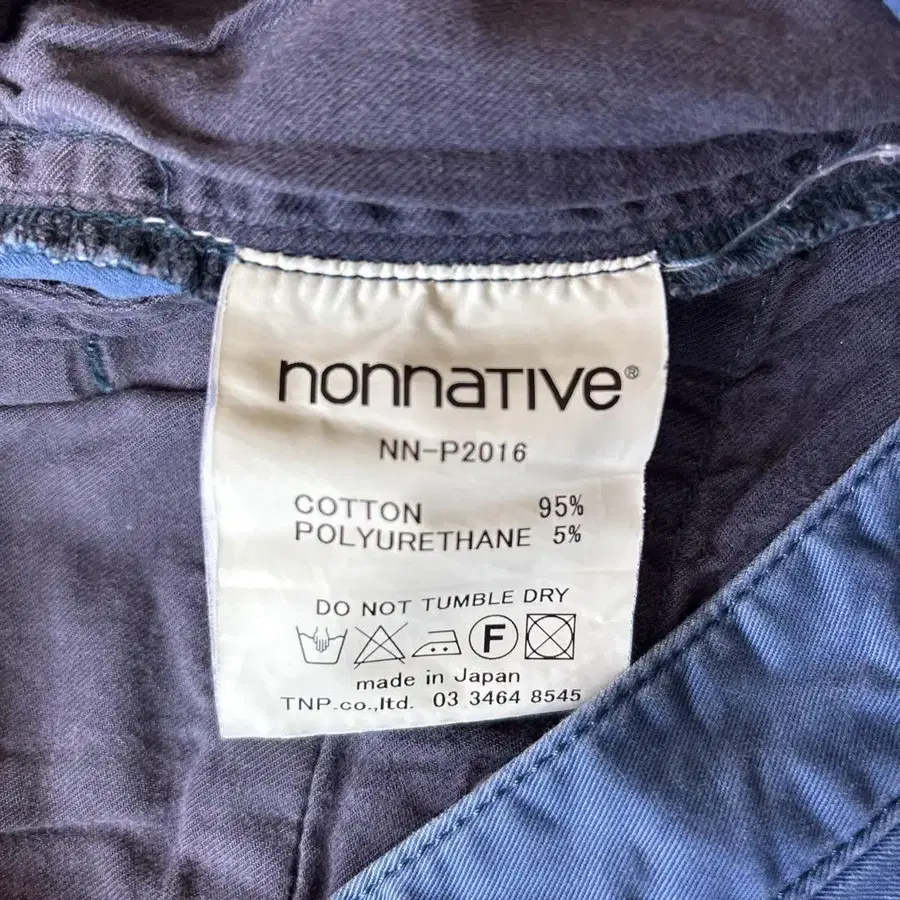 nonnative®
NN-P2016
COTTON 95%
POLYURETHANE 5%
DO NOT TUMBLE DRY
F
made in Japan
TNP.co.,ltd. 03 3464 8545